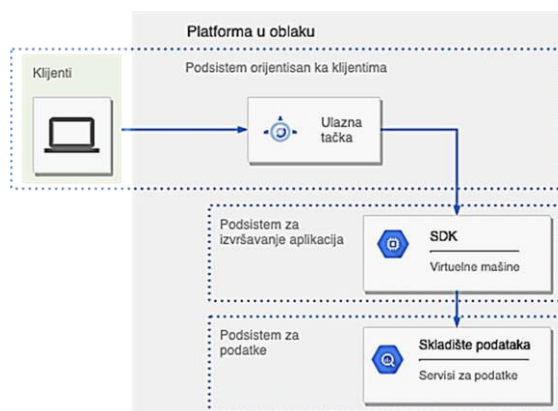 Platforma u oblaku
Klijenti
Podsistem orijentisan ka klijentima
Ulazna
tačka
Podsistem za
izvršavanje aplikacija
SDK
Virtuelne mašine
Podsistem za
podatke
Skladište podataka
Servisi za podatke